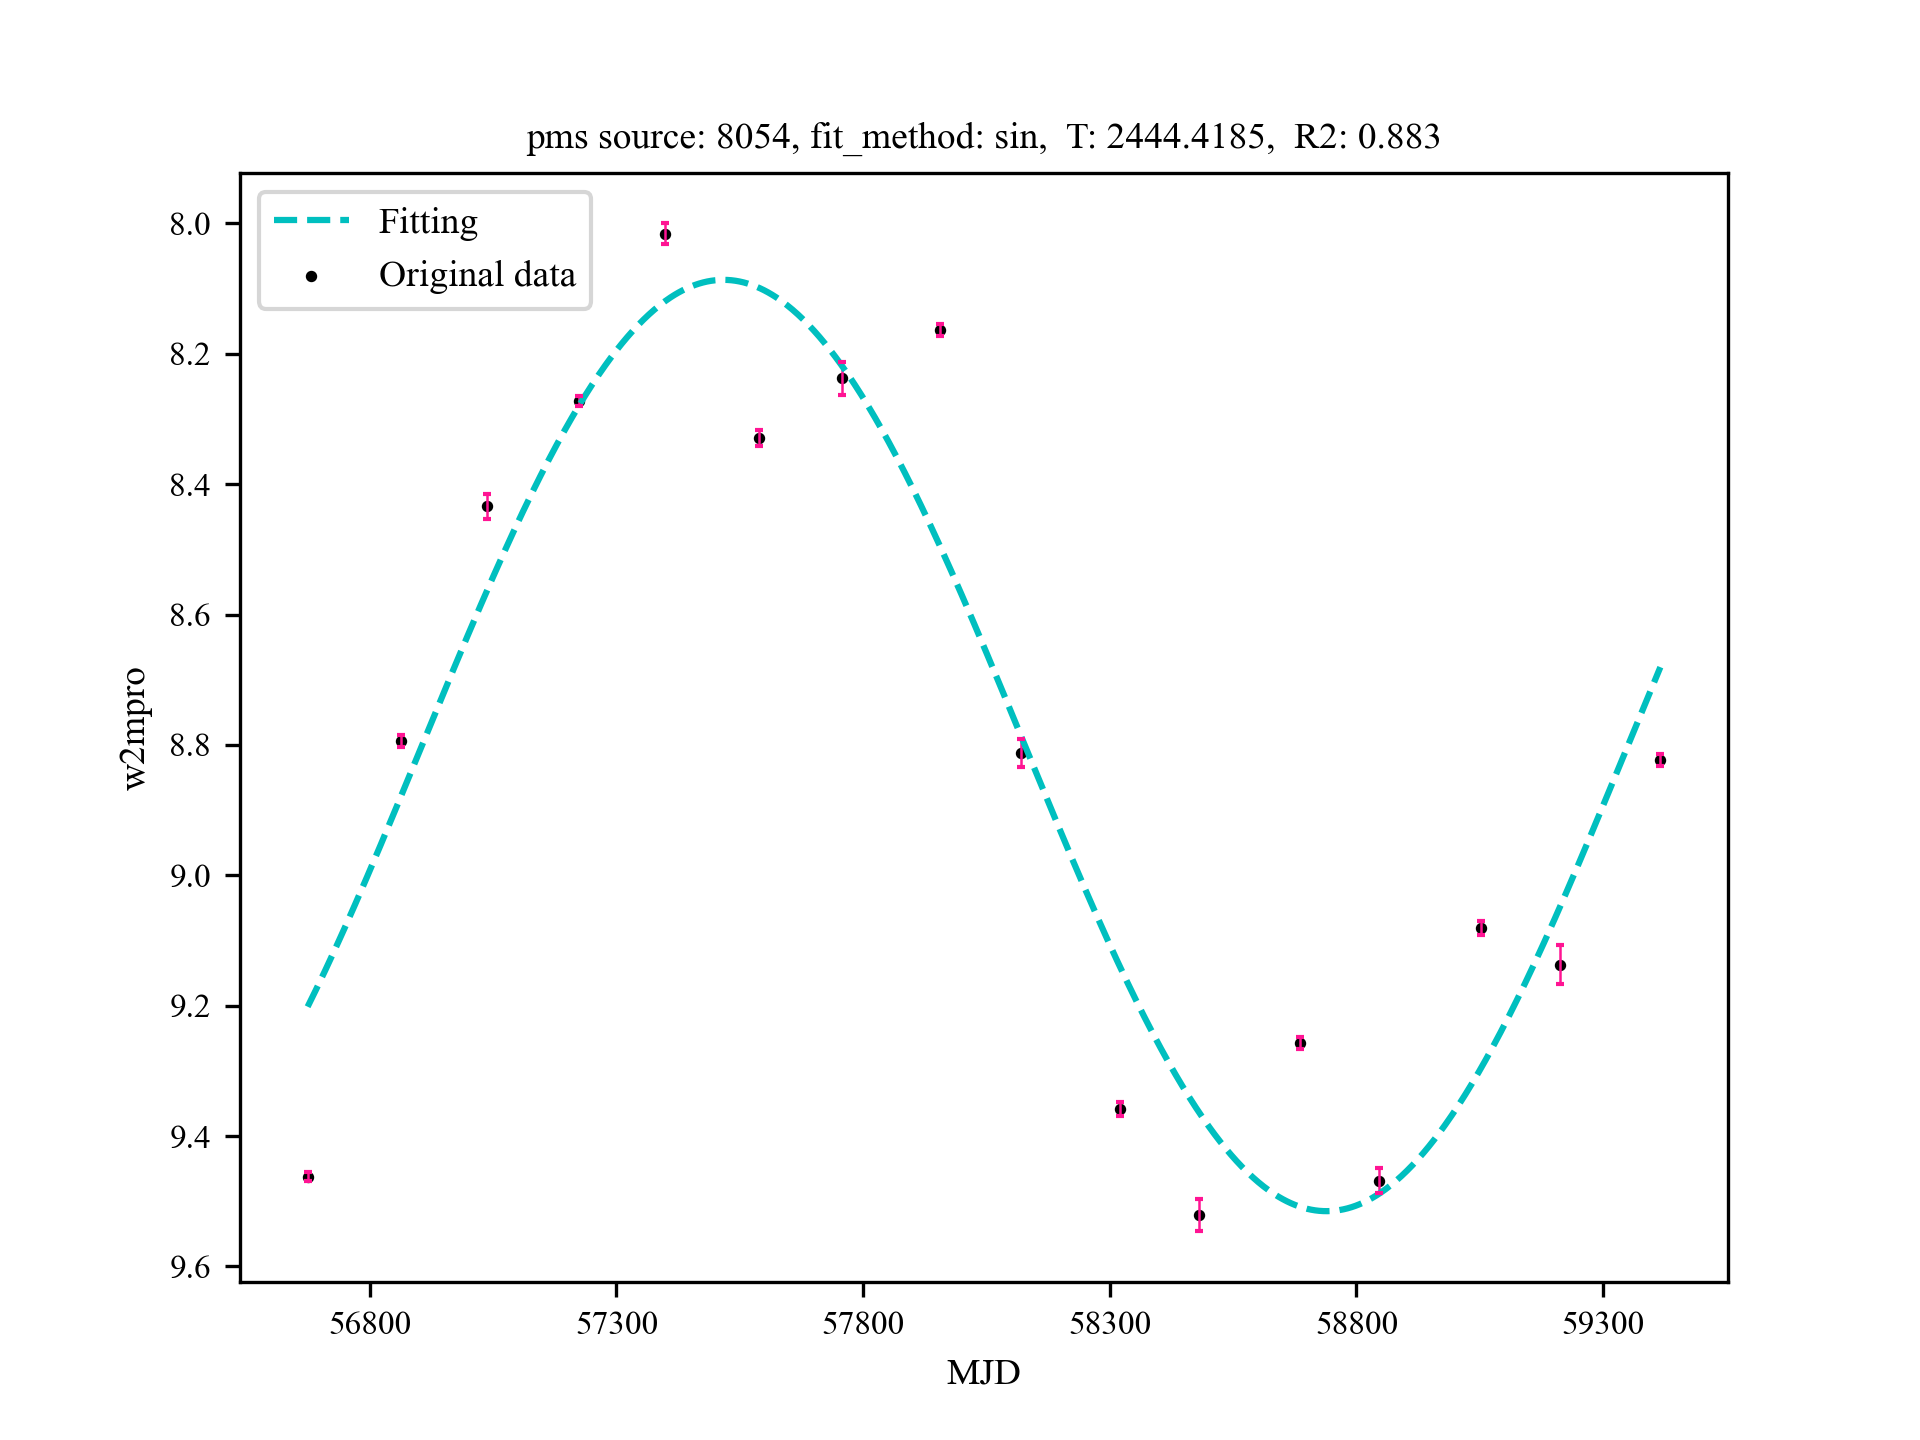 pms source: 8054, fit_method: sin,  T: 2444.4185,  R2: 0.883
Fitting
Original data
8.0
8.2
8.4
8.6
8.8
9.0
9.2
9.4
9.6
w2mpro
56800 57300 57800 58300 58800 59300
MJD